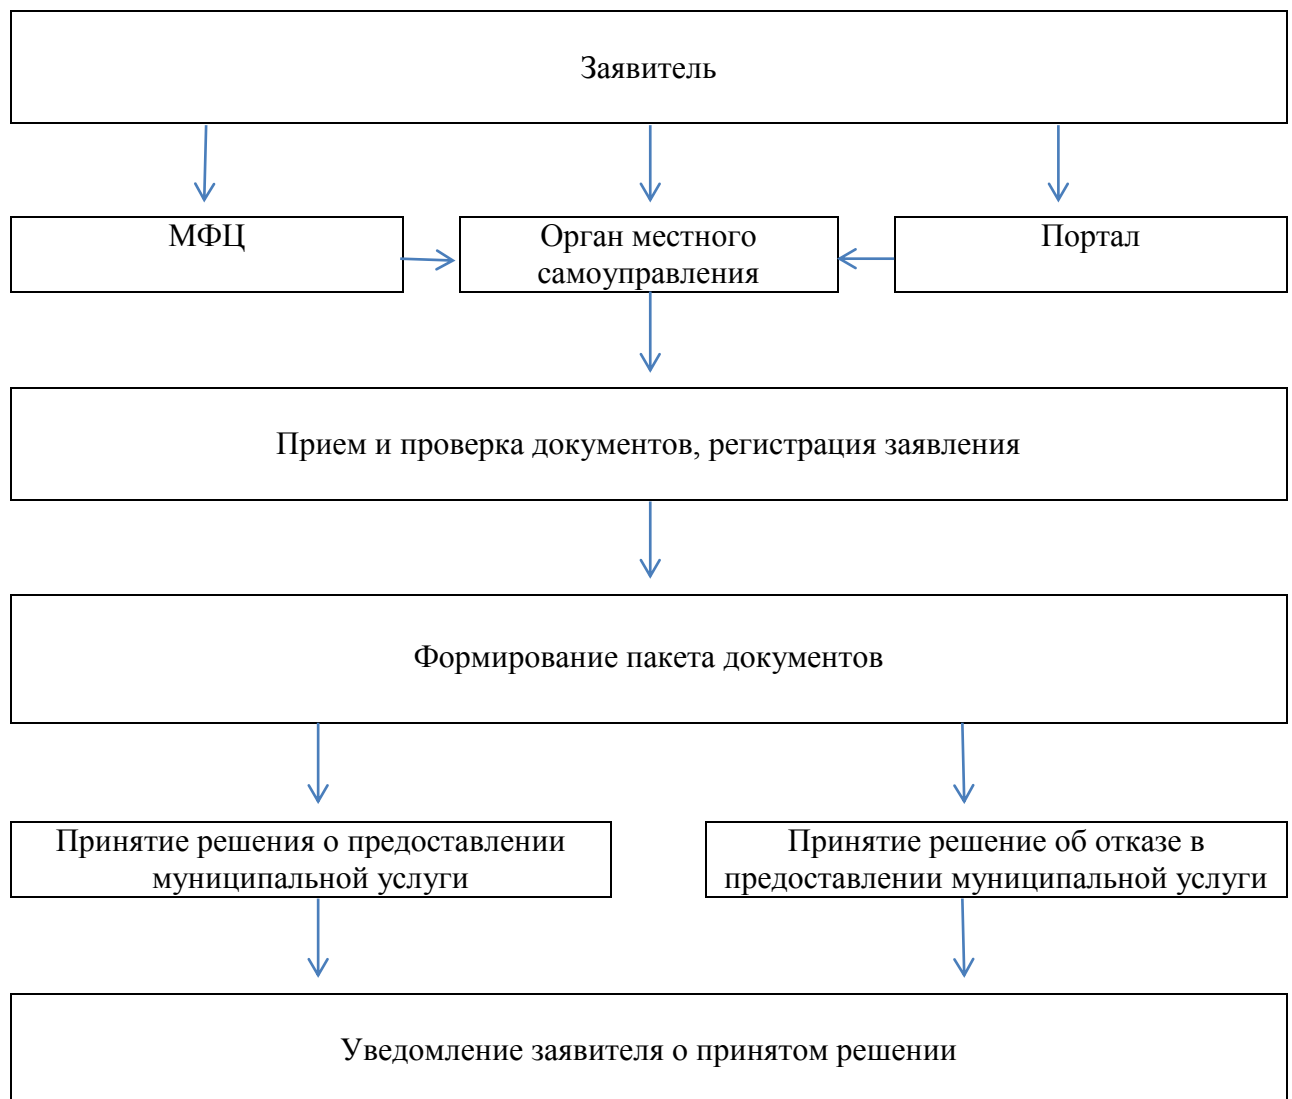 Заявитель
МФЦ
Орган местного
самоуправления
Портал
Прием и проверка документов, регистрация заявления
Формирование пакета документов
Принятие решения о предоставлении
муниципальной услуги
Принятие решение об отказе в
предоставлении муниципальной услуги
Уведомление заявителя о принятом решении